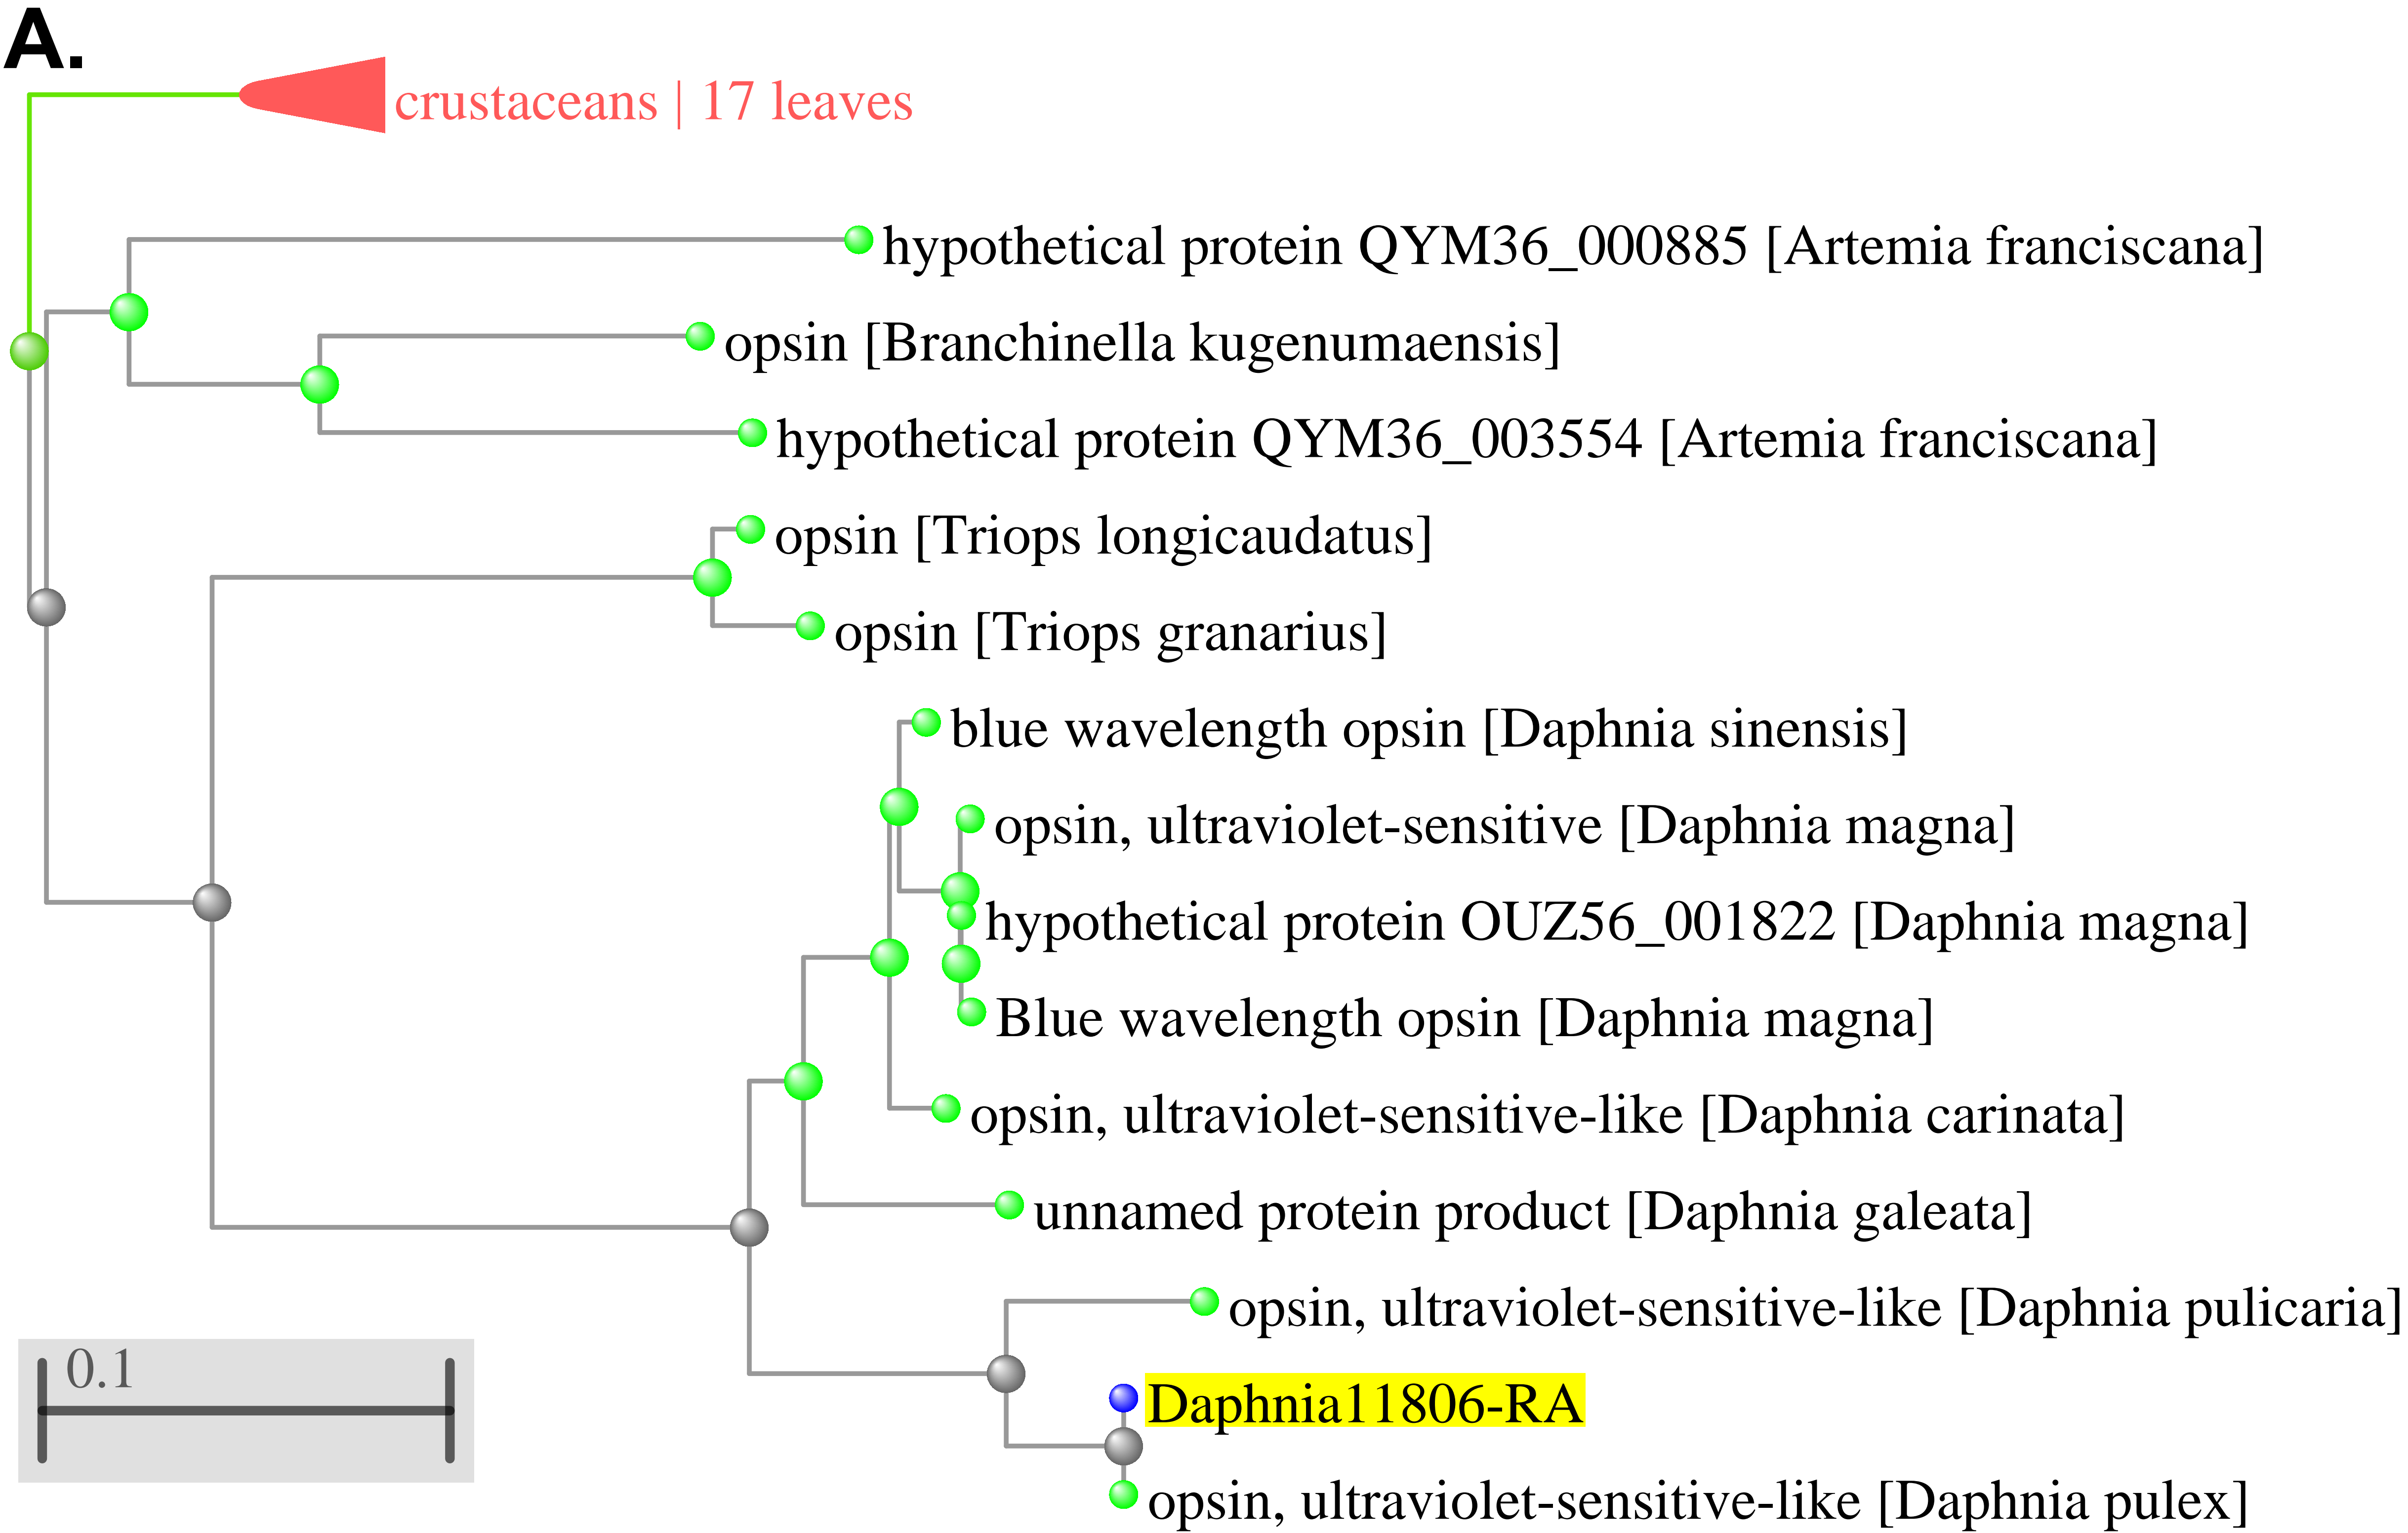 A.
crustaceans | 17 leaves
hypothetical protein QYM36_000885 [Artemia franciscana]
opsin [Branchinella kugenumaensis]
hypothetical protein QYM36_003554 [Artemia franciscana]
opsin [Triops longicaudatus]
opsin [Triops granarius]
blue wavelength opsin [Daphnia sinensis]
opsin, ultraviolet-sensitive [Daphnia magna]
hypothetical protein OUZ56_001822 [Daphnia magna]
Blue wavelength opsin [Daphnia magna]
opsin, ultraviolet-sensitive-like [Daphnia carinata]
unnamed protein product [Daphnia galeata]
opsin, ultraviolet-sensitive-like [Daphnia pulicaria]
0.1
Daphnia11806-RA
opsin, ultraviolet-sensitive-like [Daphnia pulex]